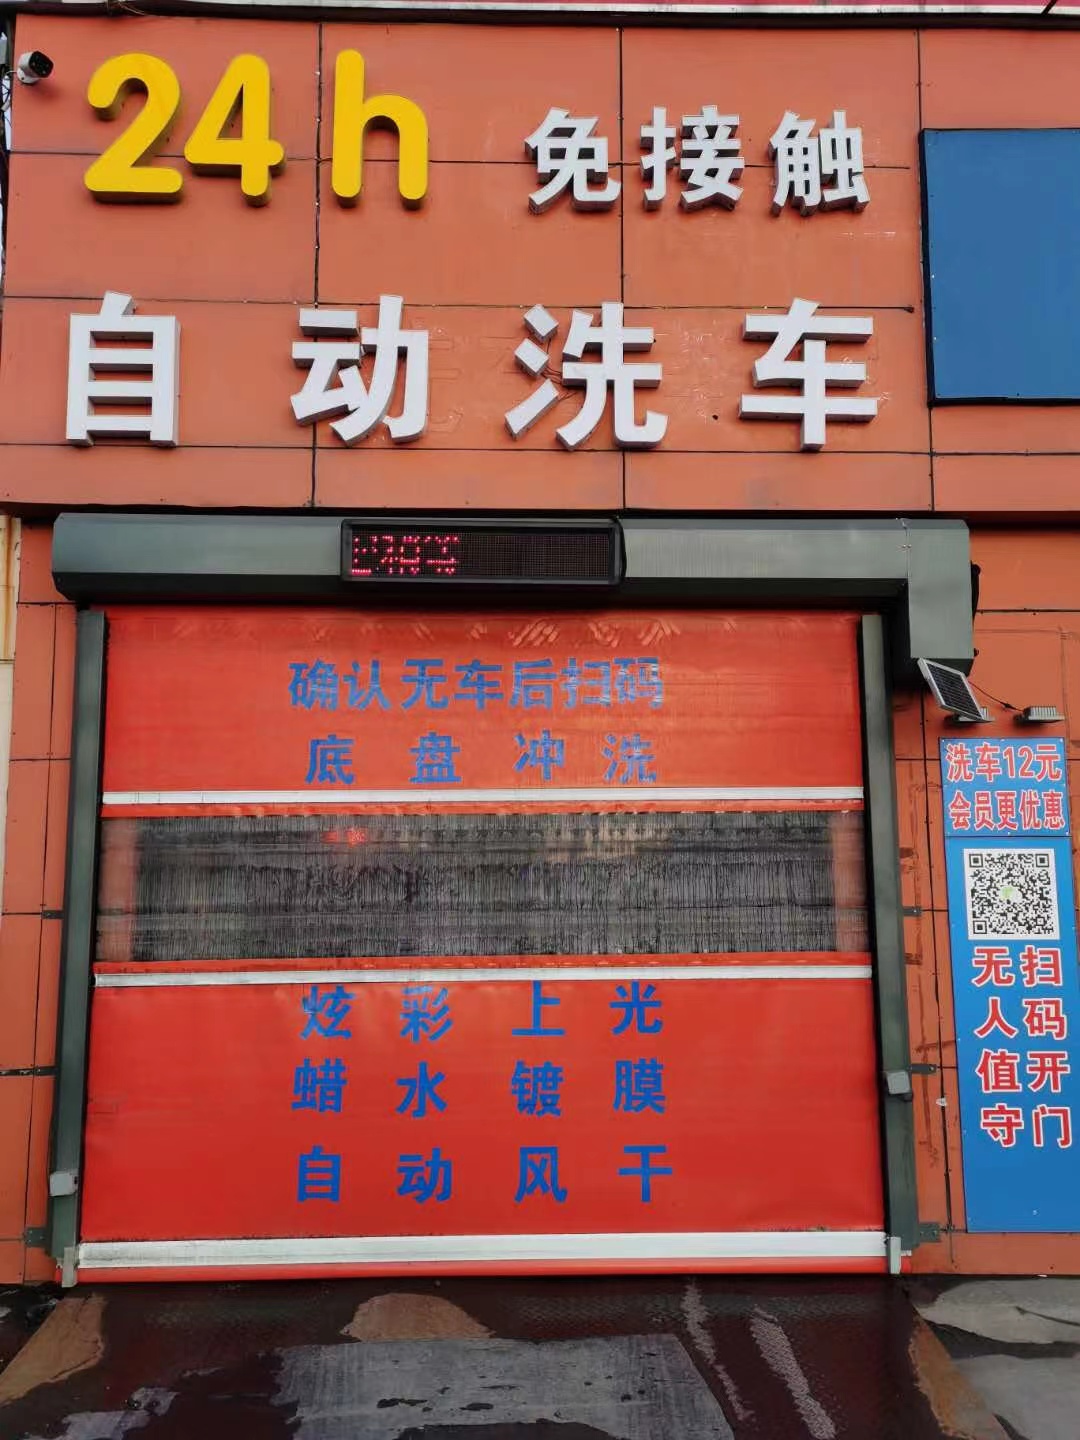 24h 免接触
自动洗车
稍等
确认无车后扫码
底盘冲洗
洗车12元
会员更优惠
炫彩上光
蜡水镀膜
自动风干
扫码开门
无人值守